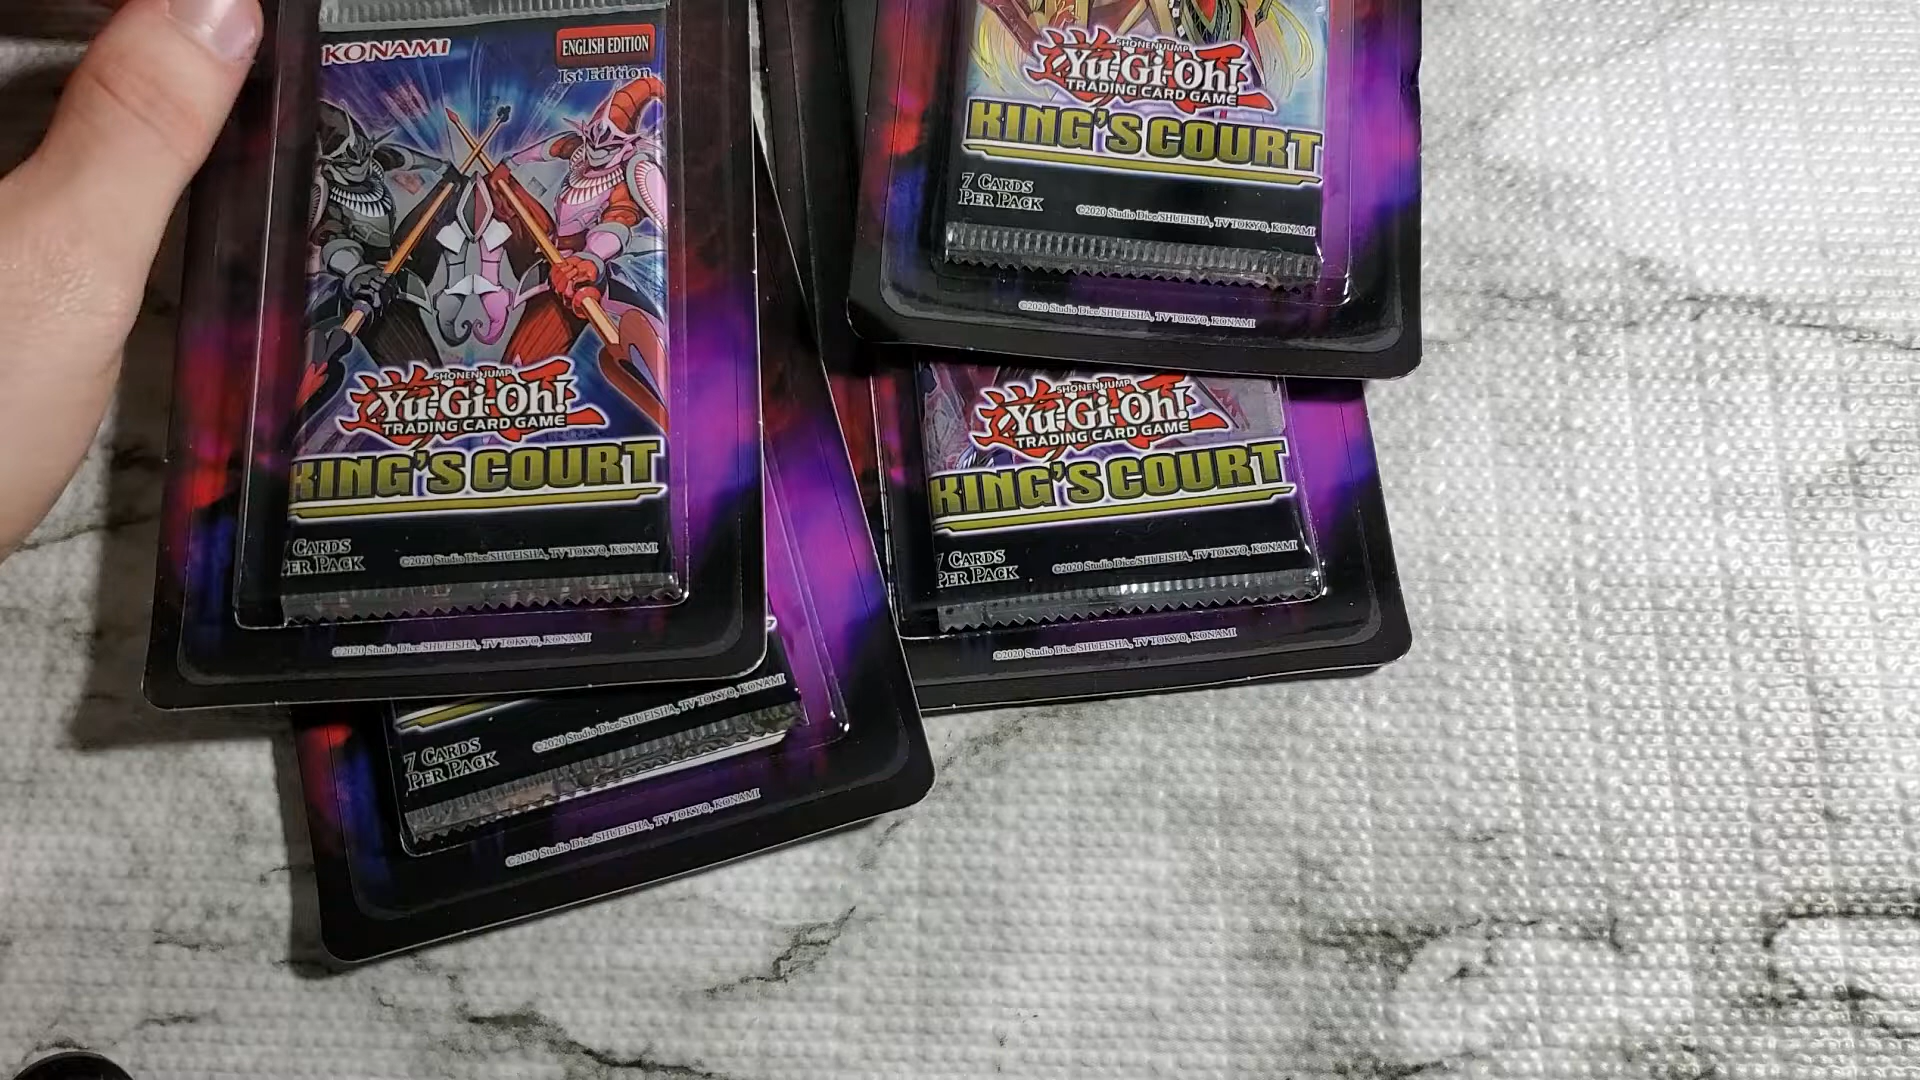 KONAMI
ENGLISH EDITION
1st Edition
SHONEN JUMP
Yu-Gi-Oh!
TRADING CARD GAME
KING'S COURT
CARDS
PER PACK
©2020 Studio Dice/SHUEISHA, TV TOKYO, KONAMI
©2020 Studio Dice/SHUEISHA, TV TOKYO, KONAMI
SHONEN JUMP
Yu-Gi-Oh!
TRADING CARD GAME
KING'S COURT
7 CARDS
PER PACK
©2020 Studio Dice/SHUEISHA, TV TOKYO, KONAMI
©2020 Studio Dice/SHUEISHA, TV TOKYO, KONAMI
SHONEN JUMP
Yu-Gi-Oh!
TRADING CARD GAME
KING'S COURT
7 CARDS
PER PACK
©2020 Studio Dice/SHUEISHA, TV TOKYO, KONAMI
©2020 Studio Dice/SHUEISHA, TV TOKYO, KONAMI
7 CARDS
PER PACK
©2020 Studio Dice/SHUEISHA, TV TOKYO, KONAMI
©2020 Studio Dice/SHUEISHA, TV TOKYO, KONAMI